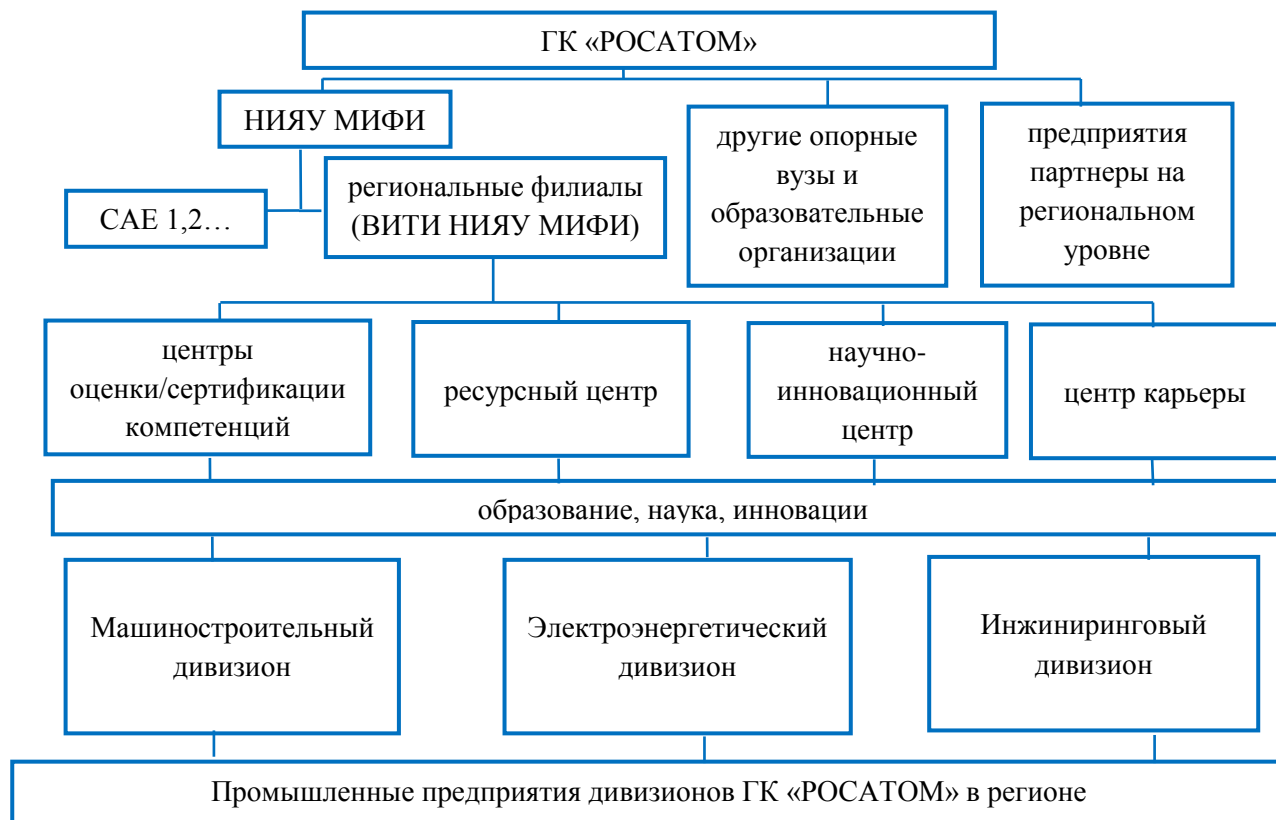 ГК «РОСАТОМ»
НИЯУ МИФИ
другие опорные
вузы и
образовательные
организации
предприятия
партнеры на
региональном
уровне
САЕ 1,2…
региональные филиалы
(ВИТИ НИЯУ МИФИ)
центры
оценки/сертификации
компетенций
ресурсный центр
научно-
инновационный
центр
центр карьеры
образование, наука, инновации
Машиностроительный
дивизион
Электроэнергетический
дивизион
Инжиниринговый
дивизион
Промышленные предприятия дивизионов ГК «РОСАТОМ» в регионе